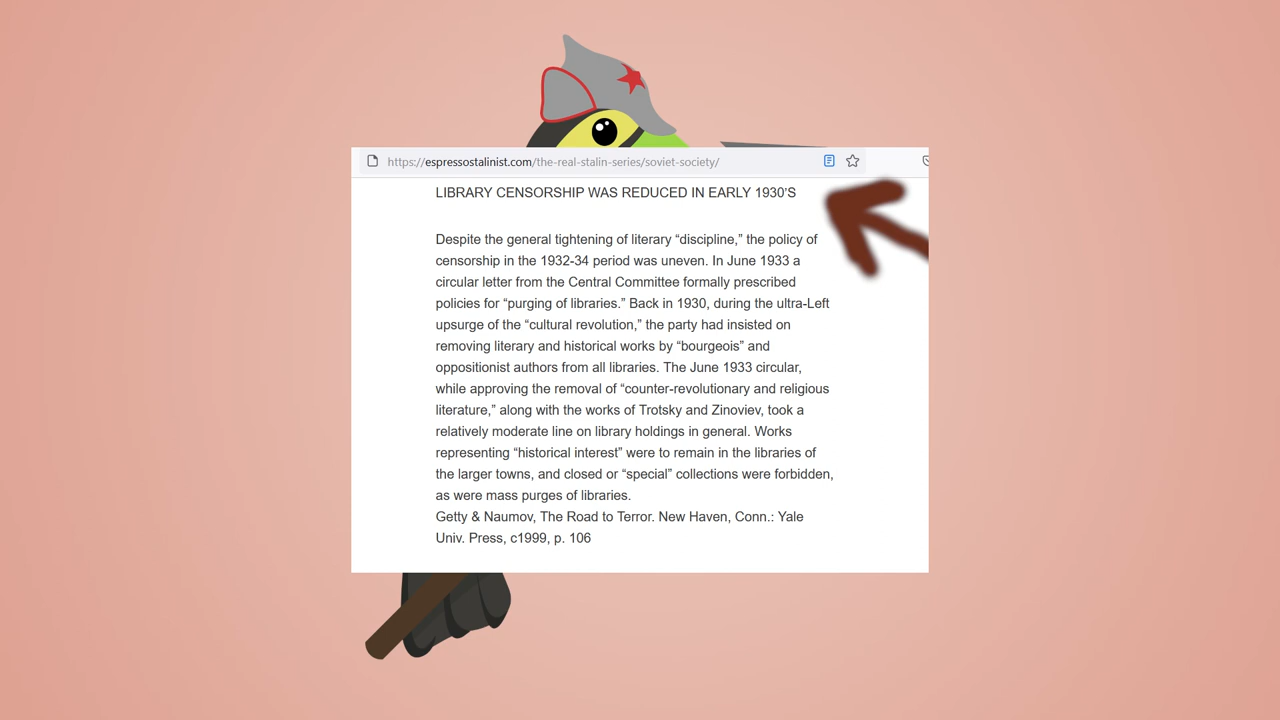 https://espressostalinist.com/the-real-stalin-series/soviet-society/
LIBRARY CENSORSHIP WAS REDUCED IN EARLY 1930’S
Despite the general tightening of literary “discipline,” the policy of
censorship in the 1932-34 period was uneven. In June 1933 a
circular letter from the Central Committee formally prescribed
policies for “purging of libraries.” Back in 1930, during the ultra-Left
upsurge of the “cultural revolution,” the party had insisted on
removing literary and historical works by “bourgeois” and
oppositionist authors from all libraries. The June 1933 circular,
while approving the removal of “counter-revolutionary and religious
literature,” along with the works of Trotsky and Zinoviev, took a
relatively moderate line on library holdings in general. Works
representing “historical interest” were to remain in the libraries of
the larger towns, and closed or “special” collections were forbidden,
as were mass purges of libraries.
Getty & Naumov, The Road to Terror. New Haven, Conn.: Yale
Univ. Press, c1999, p. 106